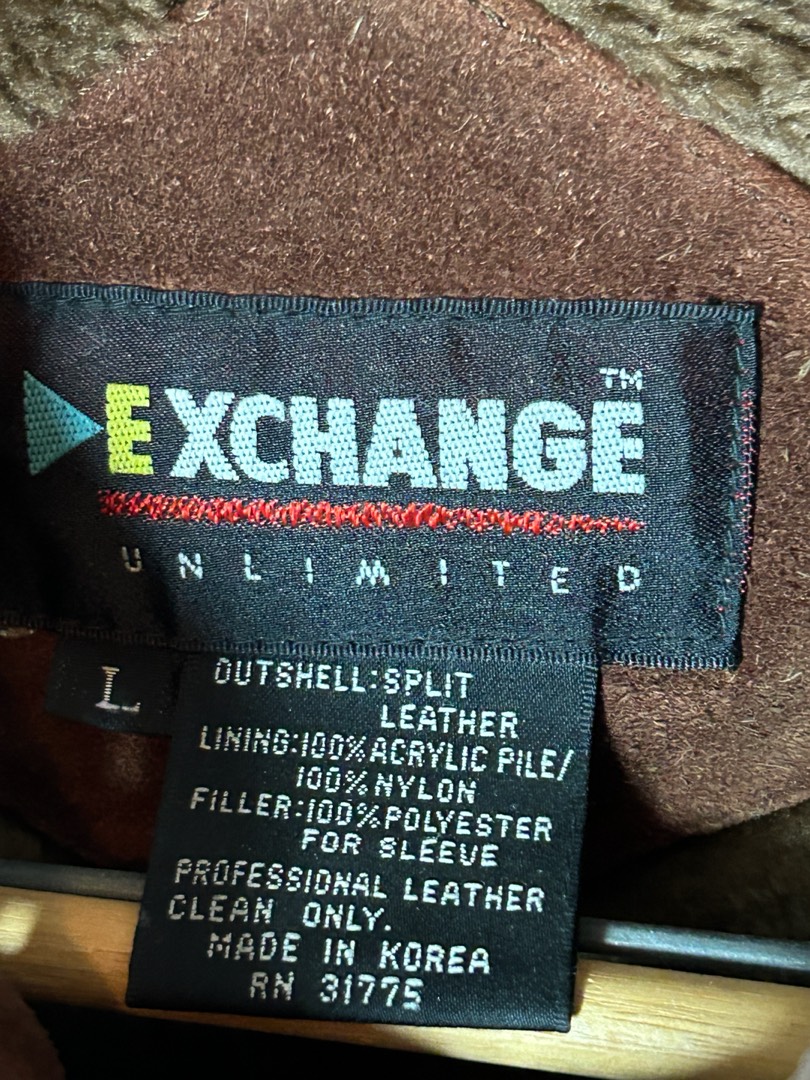 EXCHANGE™
UNLIMITED
L
OUTSHELL:SPLIT
LEATHER
LINING:100%ACRYLIC PILE/
100%NYLON
FILLER:100%POLYESTER
FOR SLEEVE
PROFESSIONAL LEATHER
CLEAN ONLY.
MADE IN KOREA
RN 31775